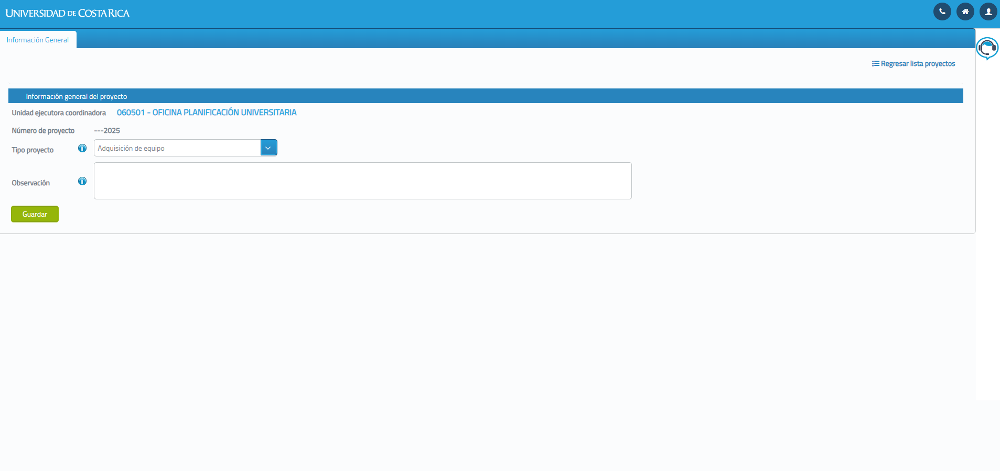 UNIVERSIDAD DE COSTA RICA
Información General
Regresar lista proyectos
Información general del proyecto
Unidad ejecutora coordinadora 060501 - OFICINA PLANIFICACIÓN UNIVERSITARIA
Número de proyecto ---2025
Tipo proyecto Adquisición de equipo
Observación
Guardar